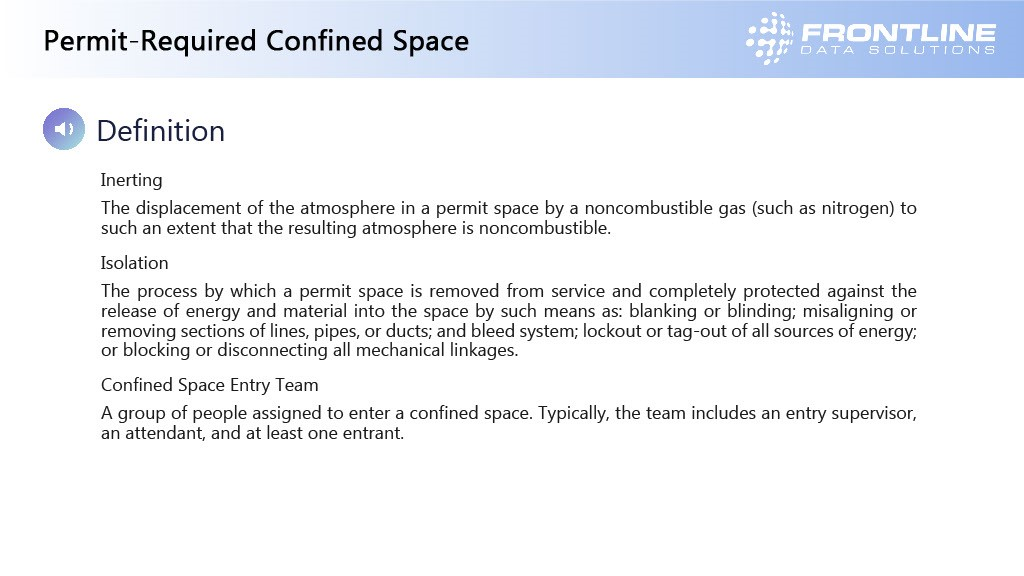 Permit-Required Confined Space
FRONTLINE
DATA SOLUTIONS
Definition
Inerting
The displacement of the atmosphere in a permit space by a noncombustible gas (such as nitrogen) to
such an extent that the resulting atmosphere is noncombustible.
Isolation
The process by which a permit space is removed from service and completely protected against the
release of energy and material into the space by such means as: blanking or blinding; misaligning or
removing sections of lines, pipes, or ducts; and bleed system; lockout or tag-out of all sources of energy;
or blocking or disconnecting all mechanical linkages.
Confined Space Entry Team
A group of people assigned to enter a confined space. Typically, the team includes an entry supervisor,
an attendant, and at least one entrant.